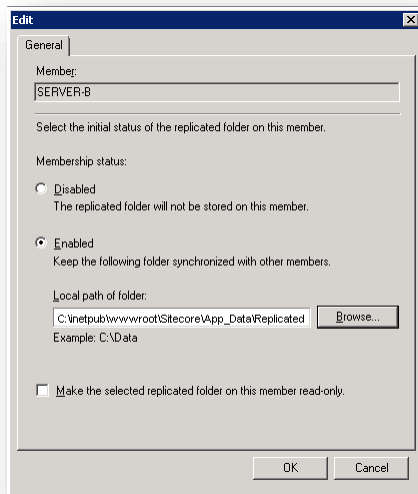 Edit
General
Member:
SERVER-B
Select the initial status of the replicated folder on this member.
Membership status:
Disabled
The replicated folder will not be stored on this member.
Enabled
Keep the following folder synchronized with other members.
Local path of folder:
C:\inetpub\wwwroot\Sitecore\App_Data\Replicated
Browse...
Example: C:\Data
Make the selected replicated folder on this member read-only.
OK
Cancel